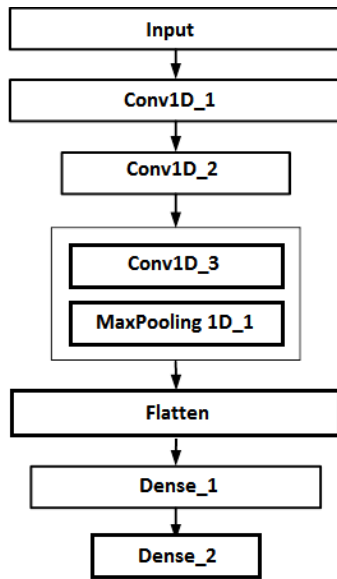 Input
Conv1D_1
Conv1D_2
Conv1D_3
MaxPooling 1D_1
Flatten
Dense_1
Dense_2